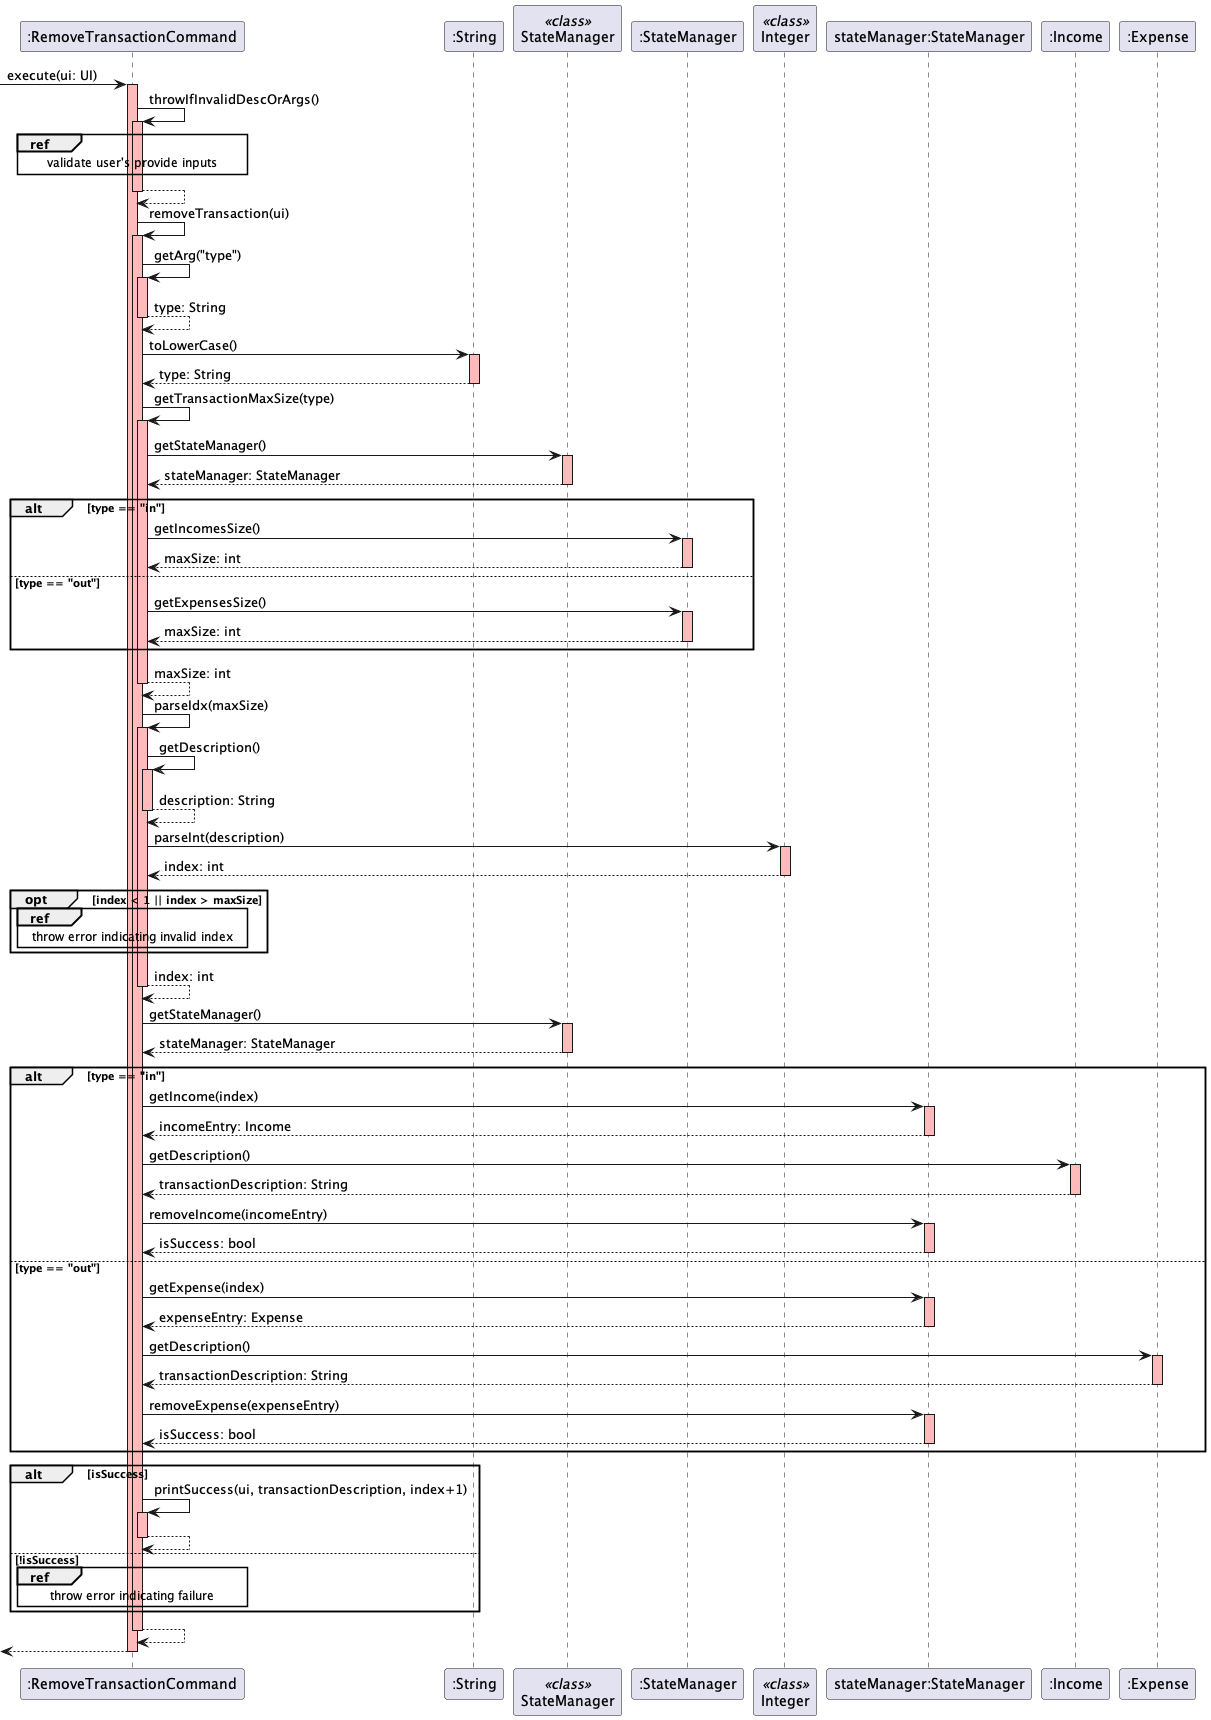 :RemoveTransactionCommand
:String
«class»
StateManager
:StateManager
«class»
Integer
stateManager:StateManager
:Income
:Expense
execute(ui: UI)
throwIfInvalidDescOrArgs()
ref
validate user's provide inputs
removeTransaction(ui)
getArg("type")
type: String
toLowerCase()
type: String
getTransactionMaxSize(type)
getStateManager()
stateManager: StateManager
alt
[type == "in"]
getIncomesSize()
maxSize: int
[type == "out"]
getExpensesSize()
maxSize: int
maxSize: int
parseIdx(maxSize)
getDescription()
description: String
parseInt(description)
index: int
opt
[index < 1 || index > maxSize]
ref
throw error indicating invalid index
index: int
getStateManager()
stateManager: StateManager
alt
[type == "in"]
getIncome(index)
incomeEntry: Income
getDescription()
transactionDescription: String
removeIncome(incomeEntry)
isSuccess: bool
[type == "out"]
getExpense(index)
expenseEntry: Expense
getDescription()
transactionDescription: String
removeExpense(expenseEntry)
isSuccess: bool
alt
[isSuccess]
printSuccess(ui, transactionDescription, index+1)
[!isSuccess]
ref
throw error indicating failure
:RemoveTransactionCommand
:String
«class»
StateManager
:StateManager
«class»
Integer
stateManager:StateManager
:Income
:Expense